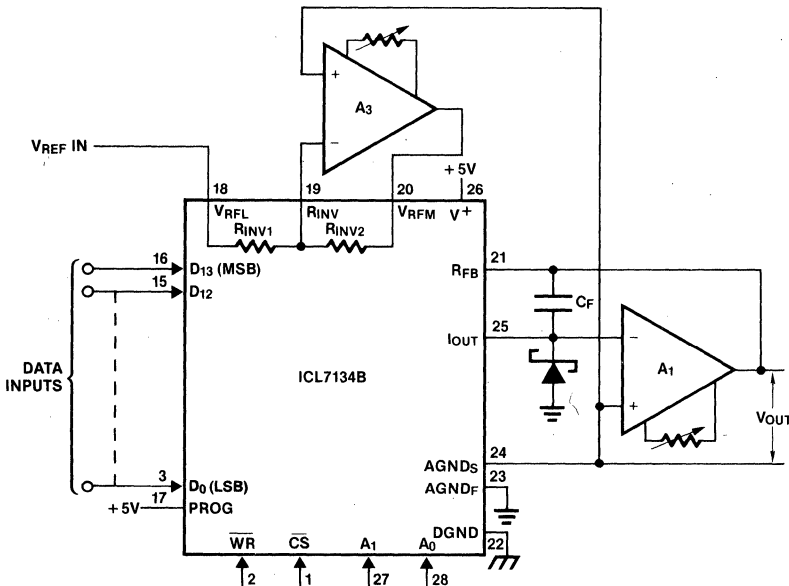 A3
+
−
VREF IN
+5V
18
19
20
26
VRFL
RINV
VRFM
V+
RINV1
RINV2
16
D13 (MSB)
15
D12
DATA
INPUTS
3
D0 (LSB)
+5V
17
PROG
ICL7134B
21
RFB
CF
25
IOUT
−
A1
+
VOUT
24
AGNDS
23
AGNDF
DGND
22
WR
CS
A1
A0
2
1
27
28